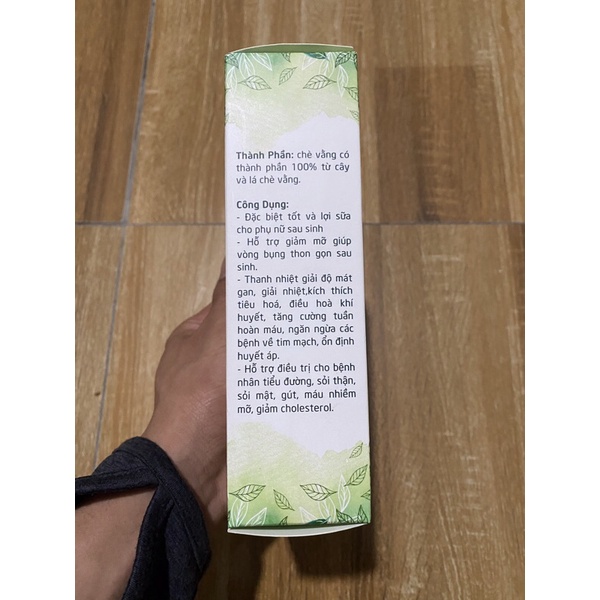 Thành Phần: chè vằng có
thành phần 100% từ cây
và lá chè vằng.
Công Dụng:
- Đặc biệt tốt và lợi sữa
cho phụ nữ sau sinh
- Hỗ trợ giảm mỡ giúp
vòng bụng thon gọn sau
sinh.
- Thanh nhiệt giải độ mát
gan, giải nhiệt,kích thích
tiêu hoá, điều hoà khí
huyết, tăng cường tuần
hoàn máu, ngăn ngừa các
bệnh về tim mạch, ổn định
huyết áp.
- Hỗ trợ điều trị cho bệnh
nhân tiểu đường, sỏi thận,
sỏi mật, gút, máu nhiễm
mỡ, giảm cholesterol.